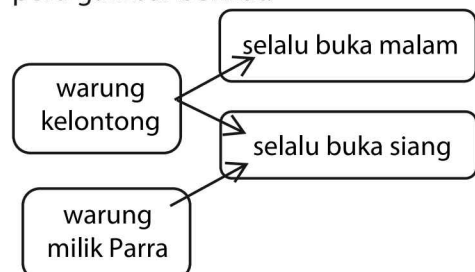 selalu buka malam
warung
kelontong
selalu buka siang
warung
milik Parra